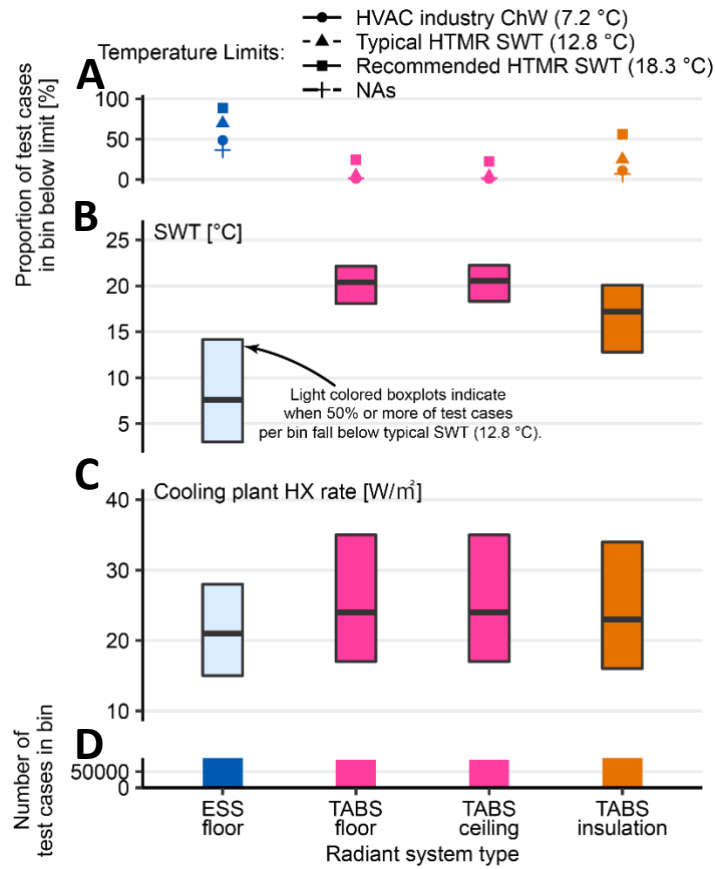 Temperature Limits:
HVAC industry ChW (7.2 °C)
Typical HTMR SWT (12.8 °C)
Recommended HTMR SWT (18.3 °C)
NAs
A
Proportion of test cases
in bin below limit [%]
100
50
0
B
SWT [°C]
25
20
15
10
5
Light colored boxplots indicate
when 50% or more of test cases
per bin fall below typical SWT (12.8 °C).
C
Cooling plant HX rate [W/m²]
40
30
20
10
D
Number of
test cases in bin
50000
0
ESS
floor
TABS
floor
TABS
ceiling
TABS
insulation
Radiant system type